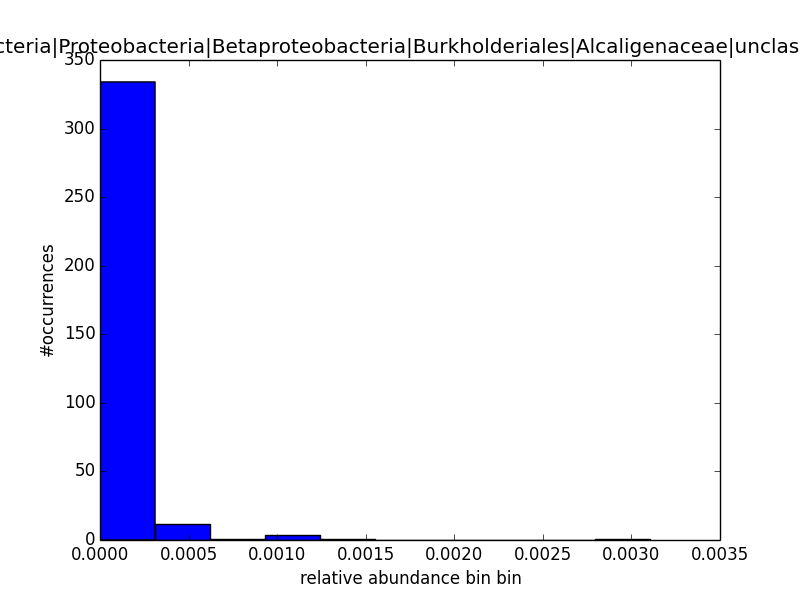 cteria|Proteobacteria|Betaproteobacteria|Burkholderiales|Alcaligenaceae|unclas
350
300
250
200
150
100
50
0
#occurrences
0.0000 0.0005 0.0010 0.0015 0.0020 0.0025 0.0030 0.0035
relative abundance bin bin